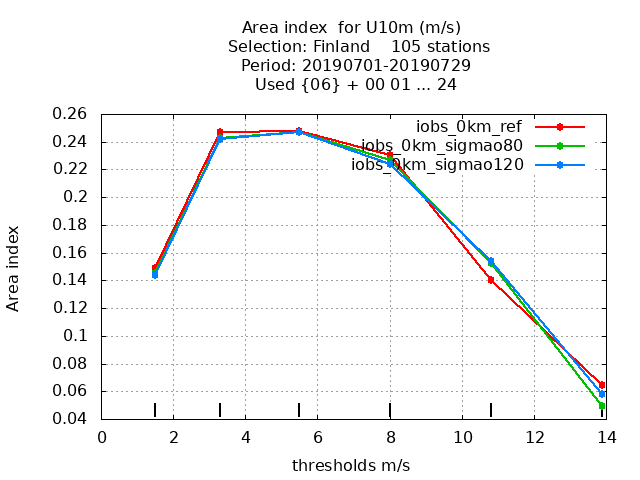 Area index  for U10m (m/s)
Selection: Finland    105 stations
Period: 20190701-20190729
Used {06} + 00 01 ... 24
0.26
0.24
0.22
0.2
0.18
0.16
0.14
0.12
0.1
0.08
0.06
0.04
Area index
iobs_0km_ref
iobs_0km_sigmao80
iobs_0km_sigmao120
0 2 4 6 8 10 12 14
thresholds m/s